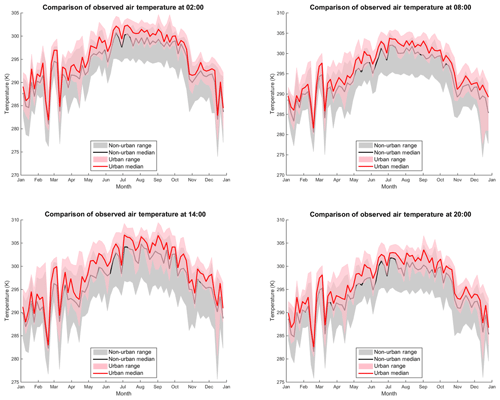 Comparison of observed air temperature at 02:00
Temperature (K)
305
300
295
290
285
280
275
270
Jan Feb Mar Apr May Jun Jul Aug Sep Oct Nov Dec Jan
Month
Non-urban range
Non-urban median
Urban range
Urban median
Comparison of observed air temperature at 08:00
Temperature (K)
310
305
300
295
290
285
280
275
270
Jan Feb Mar Apr May Jun Jul Aug Sep Oct Nov Dec Jan
Month
Non-urban range
Non-urban median
Urban range
Urban median
Comparison of observed air temperature at 14:00
Temperature (K)
310
305
300
295
290
285
280
275
Jan Feb Mar Apr May Jun Jul Aug Sep Oct Nov Dec Jan
Month
Non-urban range
Non-urban median
Urban range
Urban median
Comparison of observed air temperature at 20:00
Temperature (K)
310
305
300
295
290
285
280
275
Jan Feb Mar Apr May Jun Jul Aug Sep Oct Nov Dec Jan
Month
Non-urban range
Non-urban median
Urban range
Urban median